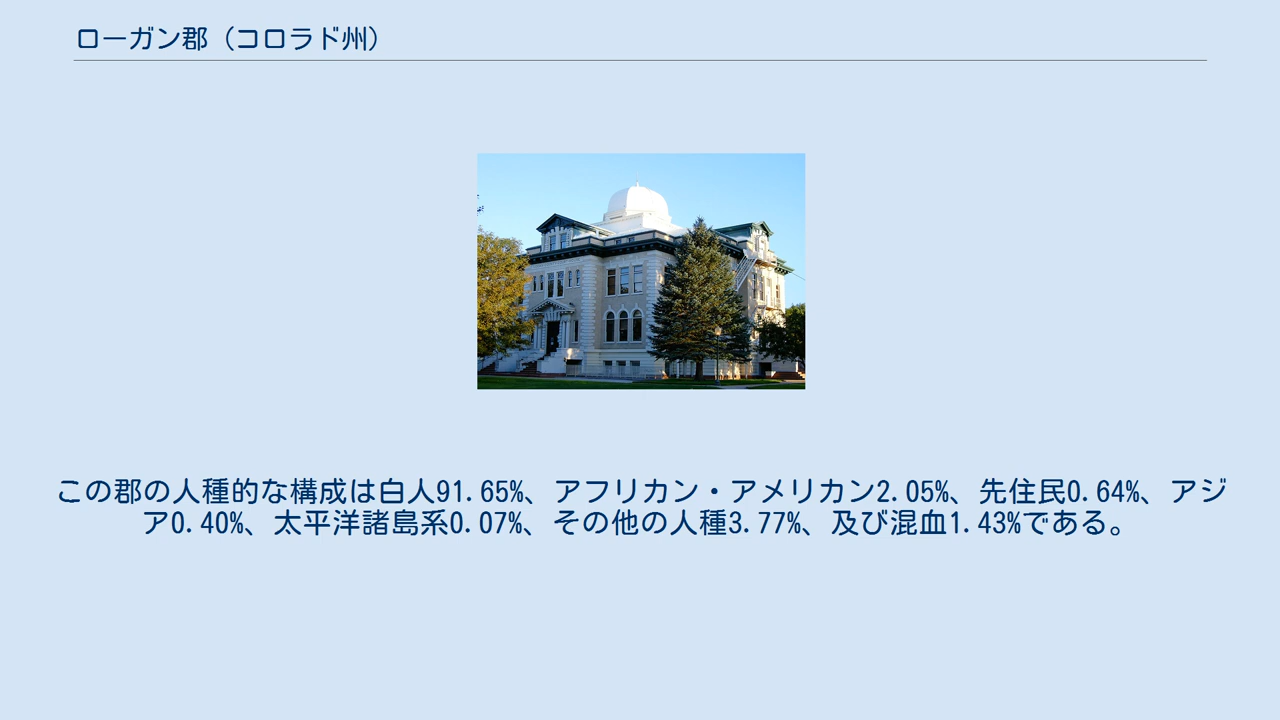 ローガン郡（コロラド州）
この郡の人種的な構成は白人91.65%、アフリカン・アメリカン2.05%、先住民0.64%、アジ
ア0.40%、太平洋諸島系0.07%、その他の人種3.77%、及び混血1.43%である。